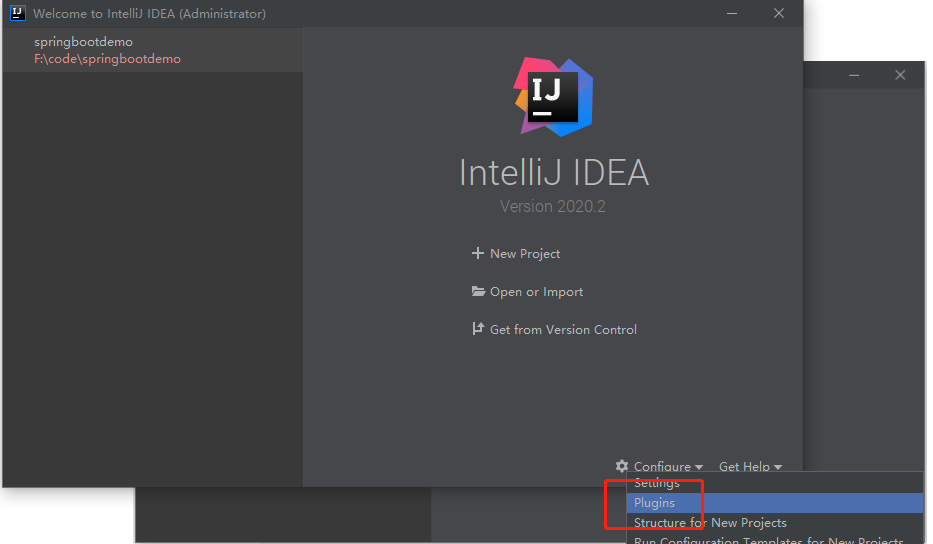 Welcome to IntelliJ IDEA (Administrator)
springbootdemo
F:\code\springbootdemo
IJ
IntelliJ IDEA
Version 2020.2
New Project
Open or Import
Get from Version Control
Configure Get Help
Settings
Plugins
Structure for New Projects
Run Configuration Templates for New Projects